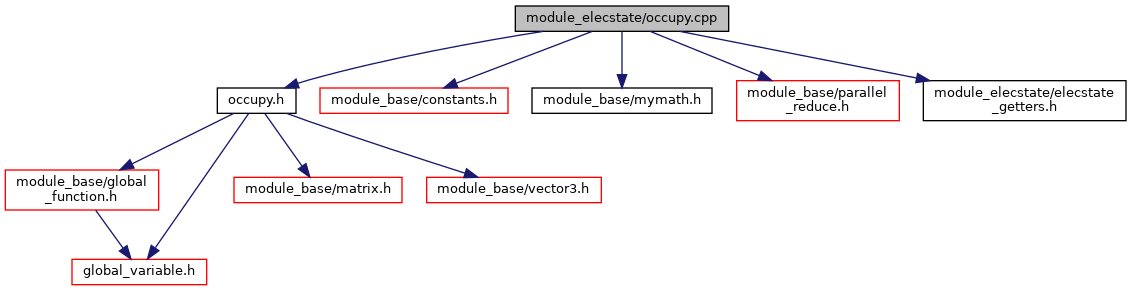 module_elecstate/occupy.cpp
occupy.h
module_base/constants.h
module_base/mymath.h
module_base/parallel
_reduce.h
module_elecstate/elecstate
_getters.h
module_base/global
_function.h
module_base/matrix.h
module_base/vector3.h
global_variable.h